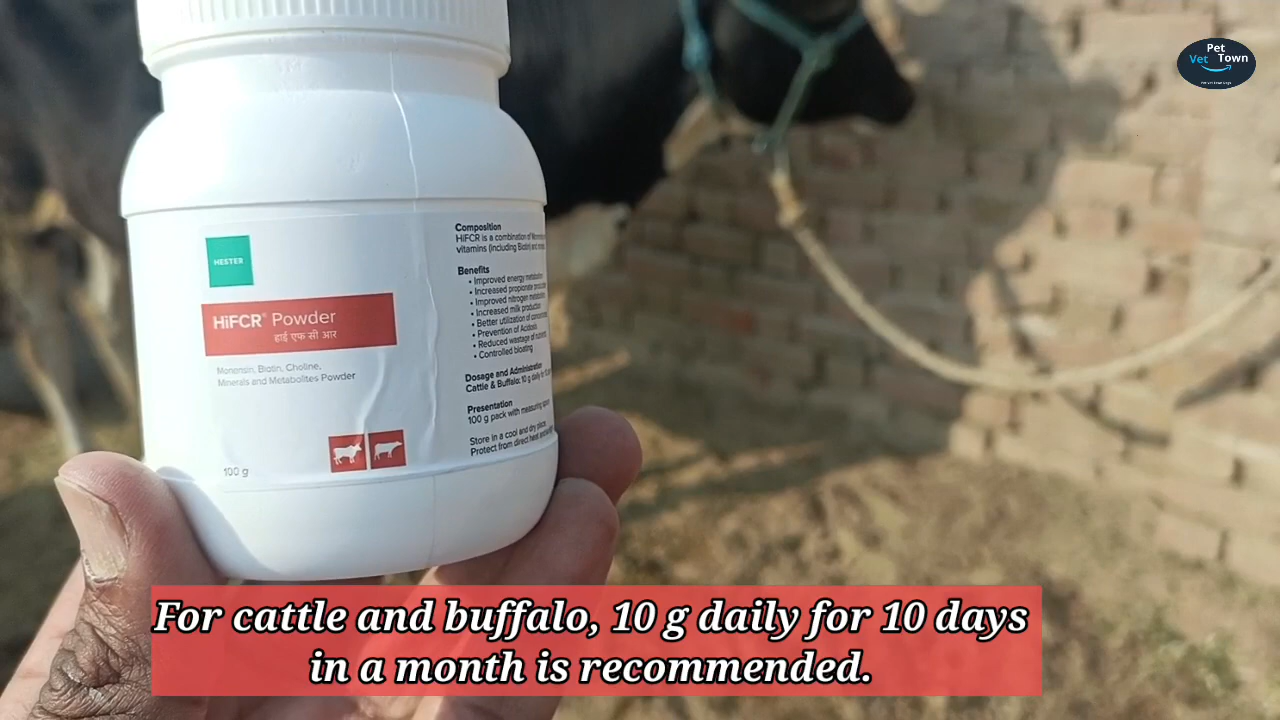 Pet
Vet Town
HESTER
HiFCR® Powder
हाई एफ सी आर
Monensin, Biotin, Choline,
Minerals and Metabolites Powder
100 g
Composition
HiFCR is a combination of
vitamins (including Biotin) and
Benefits
• Improved energy
• Increased propionate
• Improved nitrogen
• Increased milk production
• Better utilization of
• Prevention of Acidosis
• Reduced wastage of
• Controlled bloating
Dosage and Administration
Cattle & Buffalo: 10 g daily for
Presentation
100 g pack with measuring
Store in a cool and dry place.
Protect from direct heat and
For cattle and buffalo, 10 g daily for 10 days
in a month is recommended.